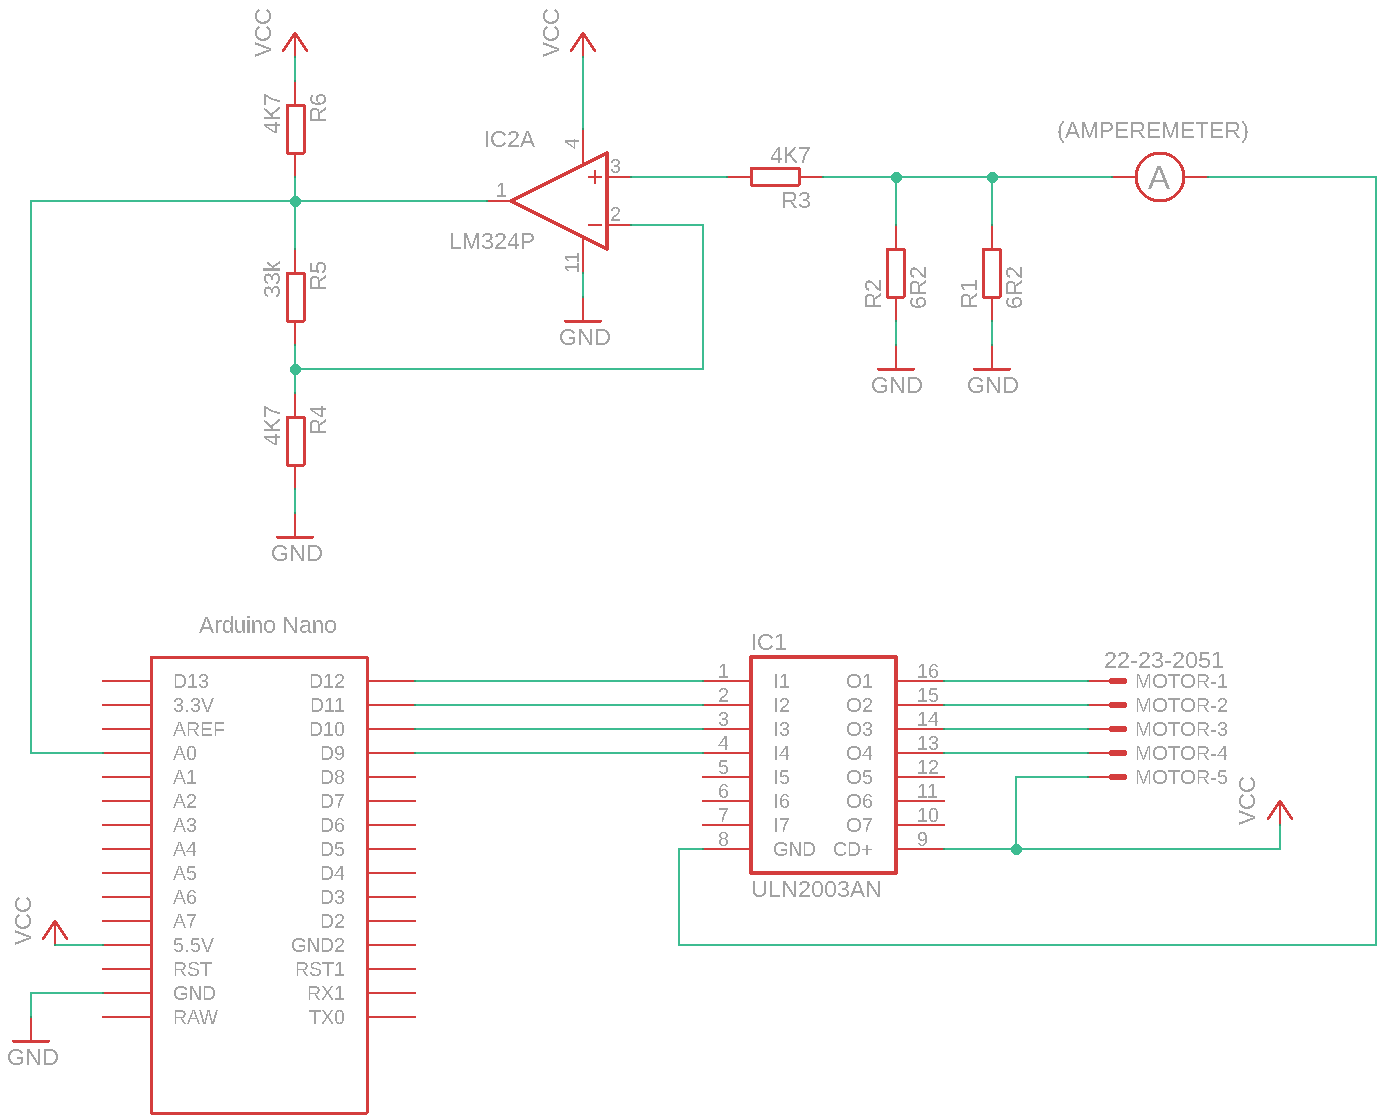 VCC
VCC
4K7
R6
IC2A
4
3
1
2
LM324P
11
GND
4K7
R3
(AMPEREMETER)
A
R2
6R2
R1
6R2
GND
GND
33k
R5
4K7
R4
GND
Arduino Nano
D13 D12
3.3V D11
AREF D10
A0 D9
A1 D8
A2 D7
A3 D6
A4 D5
A5 D4
A6 D3
A7 D2
5.5V GND2
RST RST1
GND RX1
RAW TX0
VCC
GND
IC1
1 I1 O1 16
2 I2 O2 15
3 I3 O3 14
4 I4 O4 13
5 I5 O5 12
6 I6 O6 11
7 I7 O7 10
8 GND CD+ 9
ULN2003AN
22-23-2051
MOTOR-1
MOTOR-2
MOTOR-3
MOTOR-4
MOTOR-5
VCC